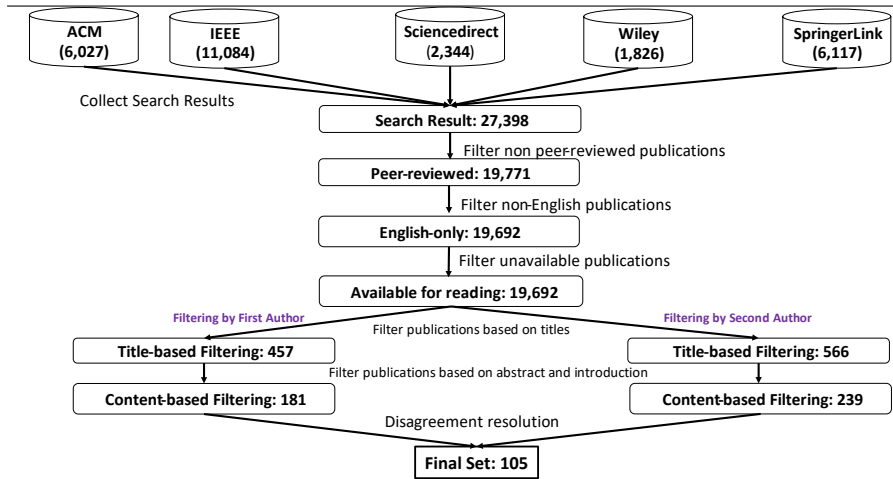 ACM
(6,027)
IEEE
(11,084)
Sciencedirect
(2,344)
Wiley
(1,826)
SpringerLink
(6,117)
Collect Search Results
Search Result: 27,398
Filter non peer-reviewed publications
Peer-reviewed: 19,771
Filter non-English publications
English-only: 19,692
Filter unavailable publications
Available for reading: 19,692
Filtering by First Author
Filtering by Second Author
Filter publications based on titles
Title-based Filtering: 457
Title-based Filtering: 566
Filter publications based on abstract and introduction
Content-based Filtering: 181
Content-based Filtering: 239
Disagreement resolution
Final Set: 105